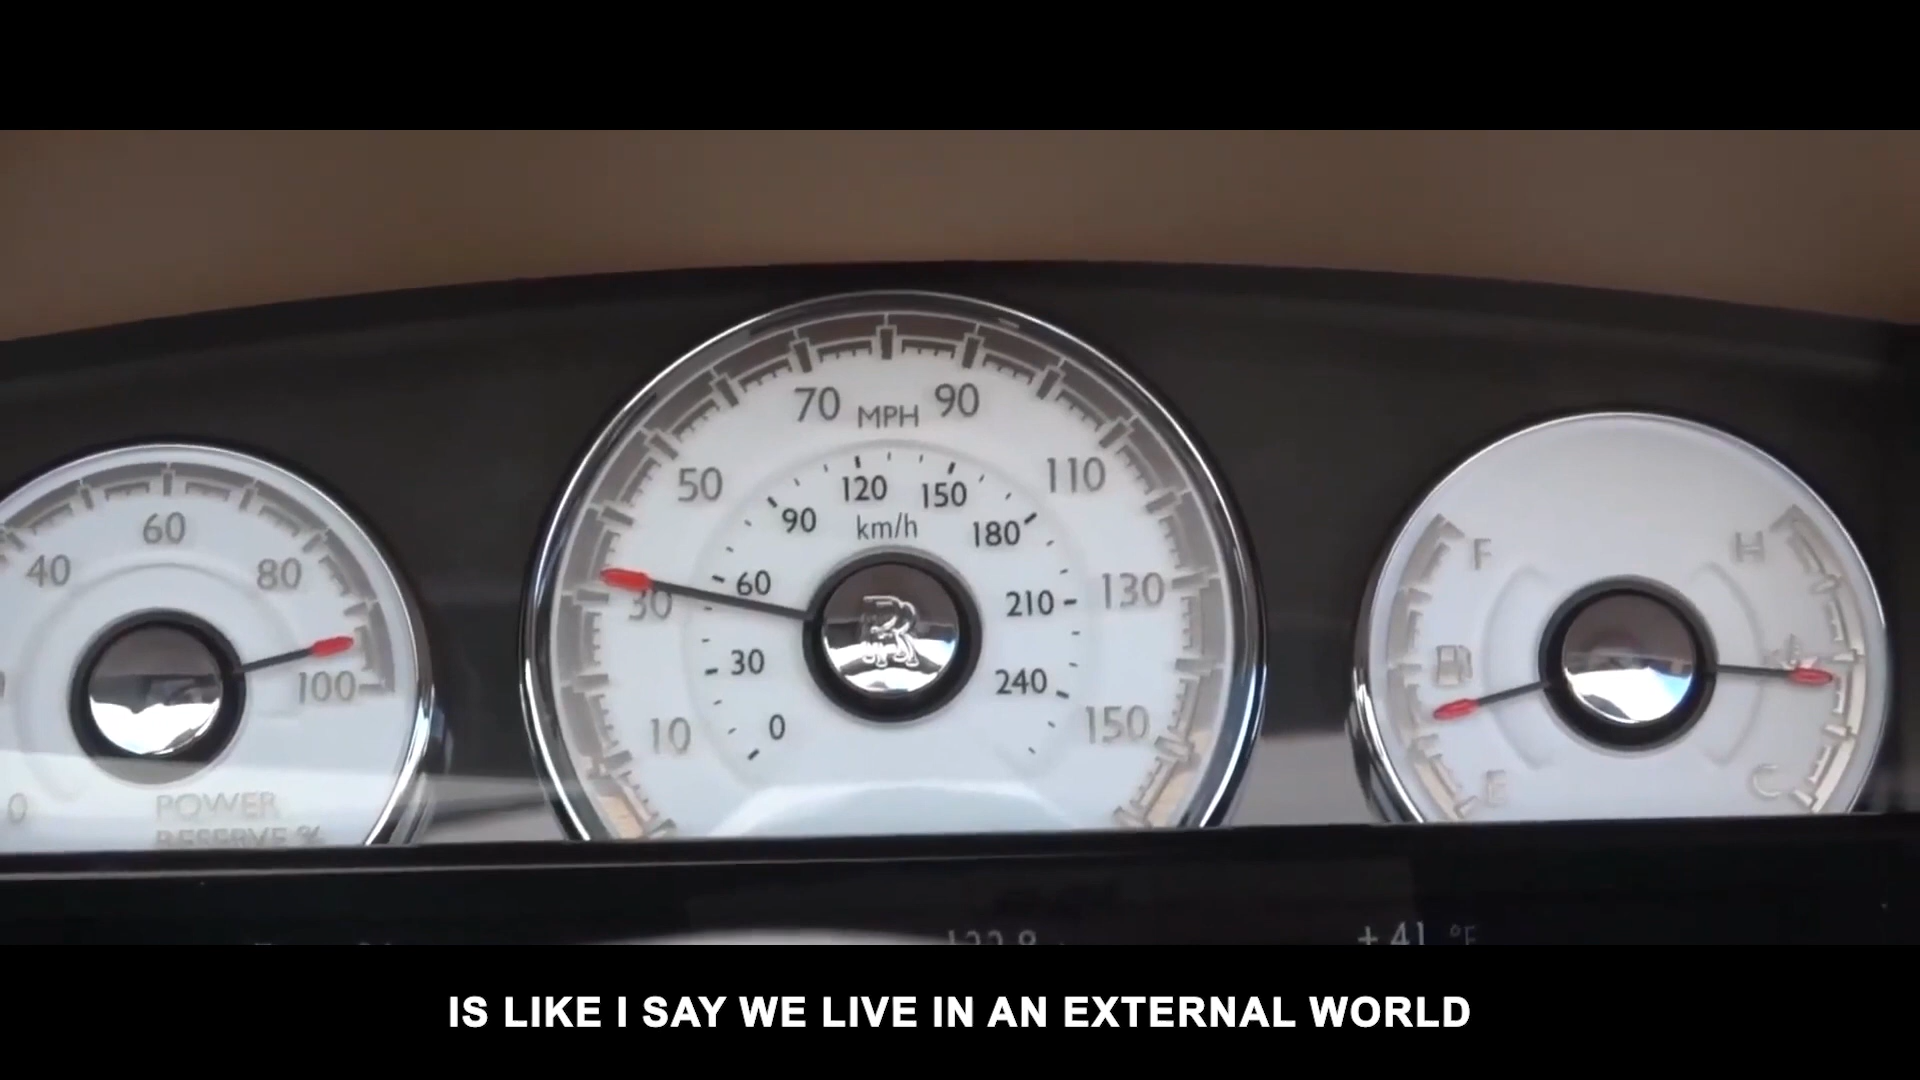 70 MPH 90
50 110
120 150
90 km/h 180
60 40 80
30 60 210 130
30 240
100
10 0 150
0
POWER
RESERVE %
F H
E C
+41 °F
IS LIKE I SAY WE LIVE IN AN EXTERNAL WORLD